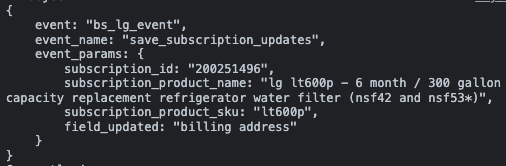 {
event: "bs_lg_event",
event_name: "save_subscription_updates",
event_params: {
subscription_id: "200251496",
subscription_product_name: "lg lt600p – 6 month / 300 gallon
capacity replacement refrigerator water filter (nsf42 and nsf53*)",
subscription_product_sku: "lt600p",
field_updated: "billing address"
}
}